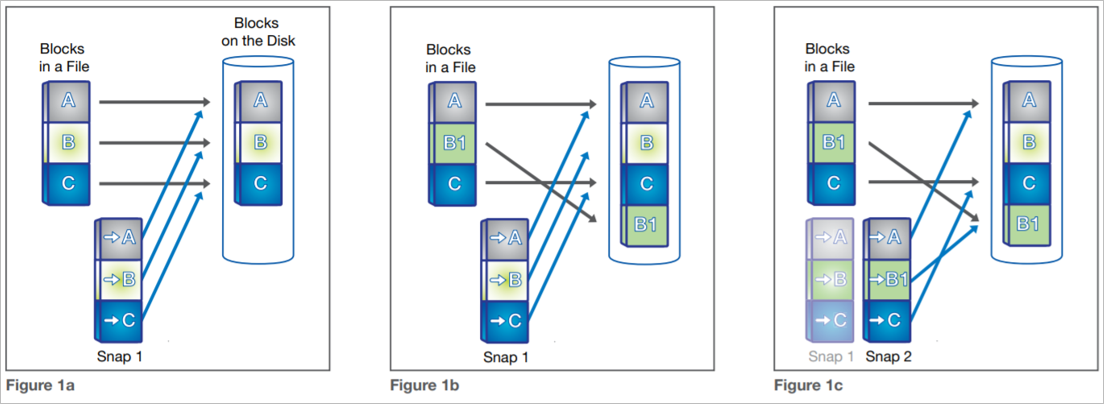 Blocks
in a File
Blocks
on the Disk
A
B
C
A
B
C
→A
→B
→C
Snap 1
Figure 1a
Blocks
in a File
A
B1
C
A
B
C
B1
→A
→B
→C
Snap 1
Figure 1b
Blocks
in a File
A
B1
C
A
B
C
B1
→A
→B
→C
Snap 1
→A
→B1
→C
Snap 2
Figure 1c